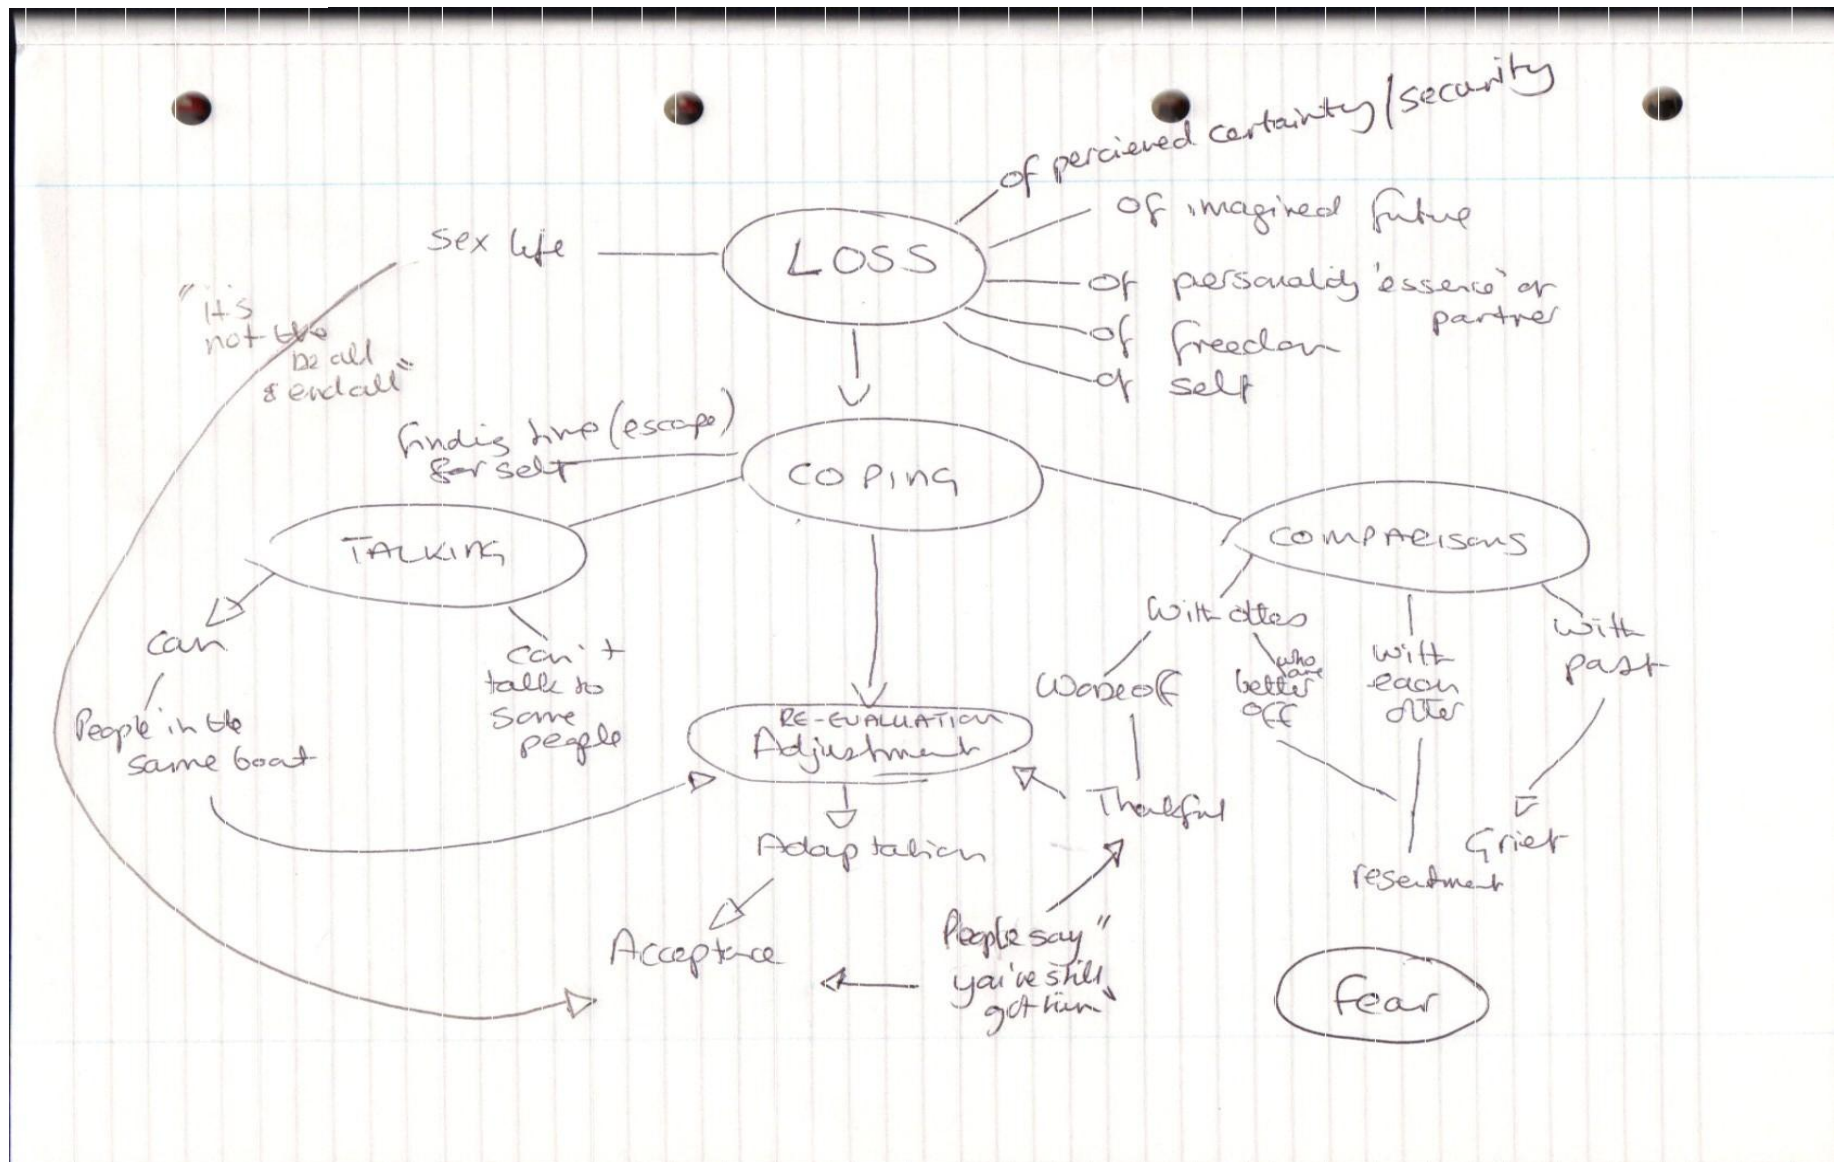 of percieved certainty/security
of imagined future
sex life
LOSS
of personality 'essence' of
partner
"it's
not the
be all
& end all"
of freedom
of self
finding time (escape)
for self
COPING
TALKING
COMPARISONS
can
can't
talk to
some
people
People in the
same boat
With others
Worse off
who are
better
off
with
each
other
with
past
RE-EVALUATION
Adjustment
Thankful
Adaptation
Grief
resentment
Acceptance
People say "
you've still
got him"
fear